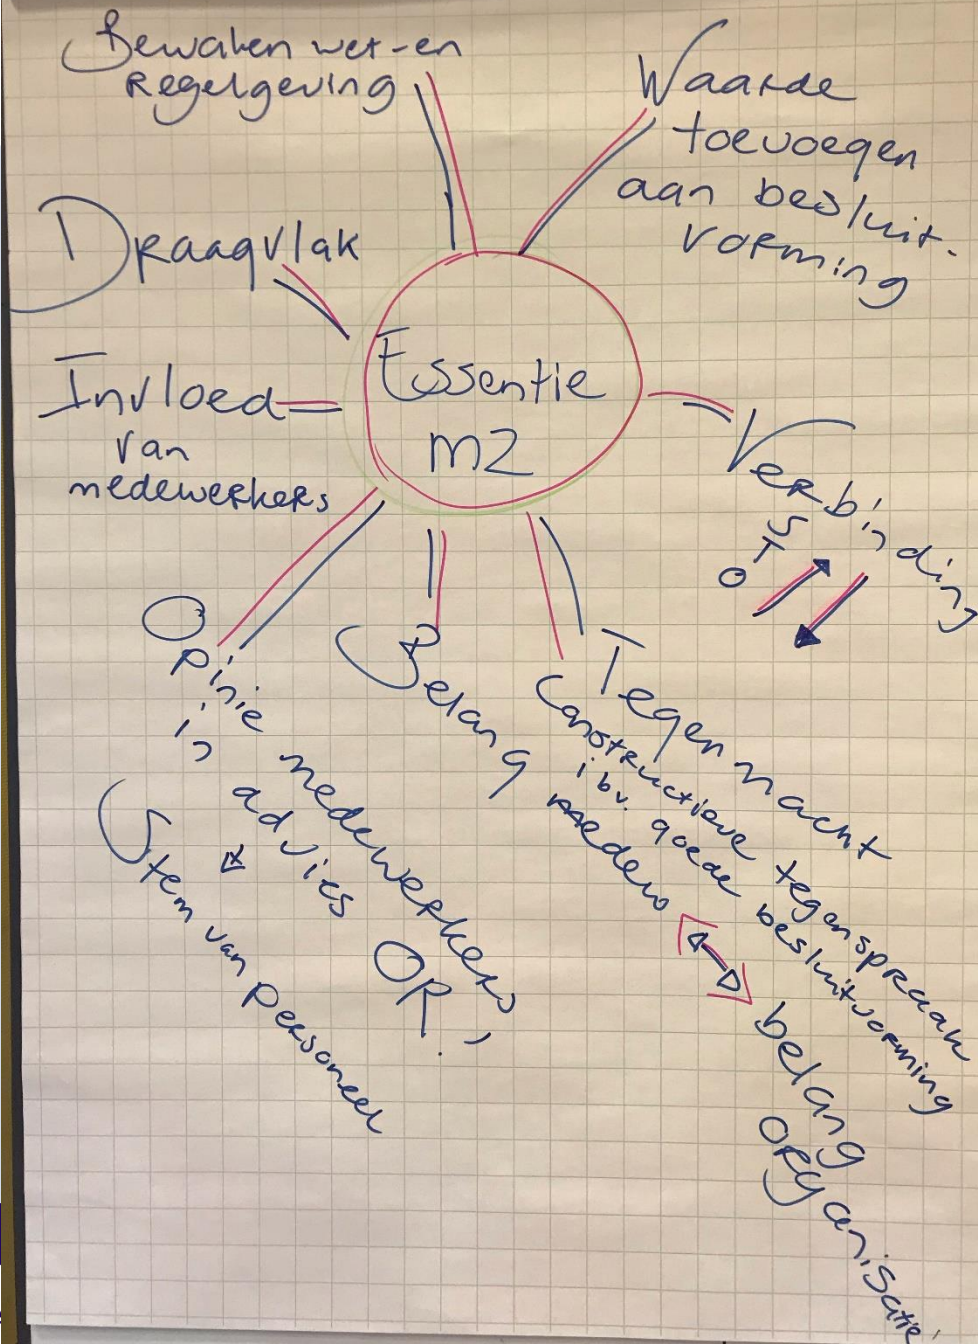 Bewaken wet-en
Regelgeving
Waarde
toevoegen
aan besluit-
vorming
Draagvlak
Essentie
m2
Invloed
van
medewerkers
Verbinding
O T S
Tegenmacht
Constructieve tegenspraak
i b v. goede besluitvorming
Belang medew
belang
organisatie
Opinie medewerkers
in advies OR
Stem van personeel